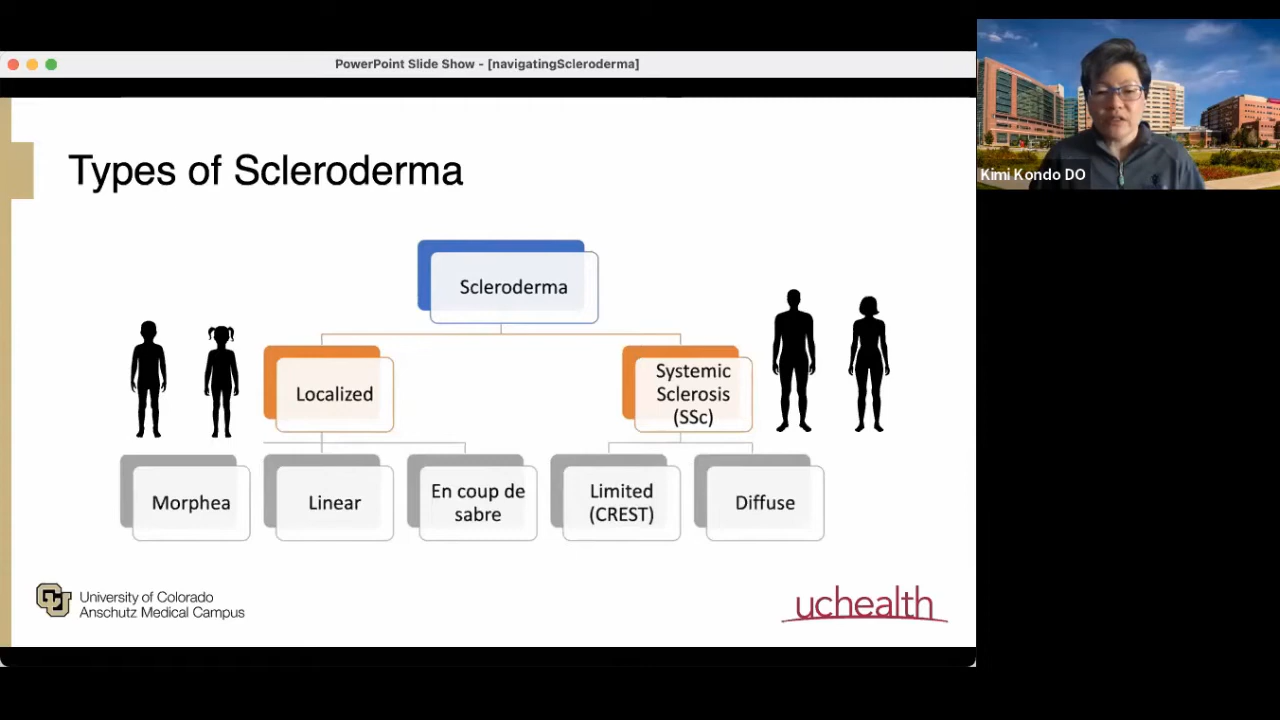 PowerPoint Slide Show - [navigatingScleroderma]
Kimi Kondo DO
Types of Scleroderma
Scleroderma
Localized
Systemic
Sclerosis
(SSc)
Morphea
Linear
En coup de
sabre
Limited
(CREST)
Diffuse
CU
University of Colorado
Anschutz Medical Campus
uchealth